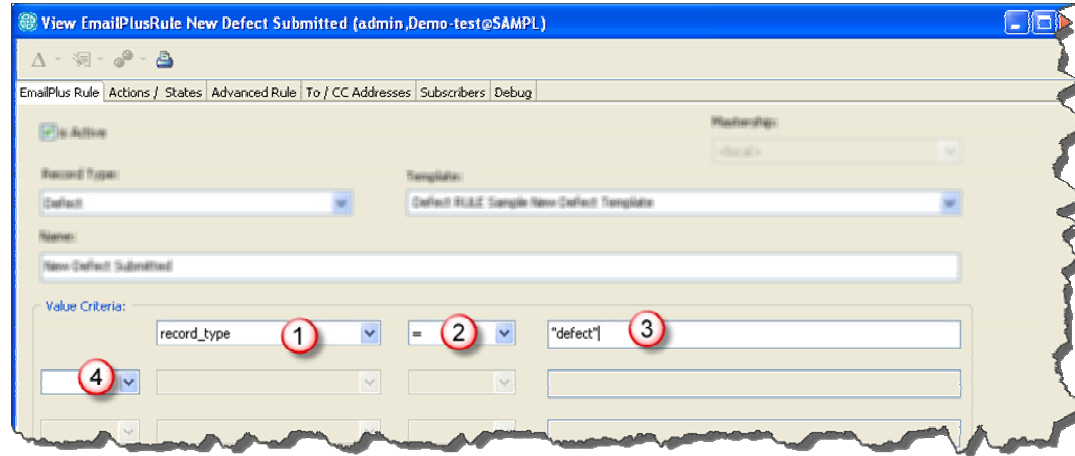 View EmailPlusRule New Defect Submitted (admin,Demo-test@SAMPL)
EmailPlus Rule Actions / States Advanced Rule To / CC Addresses Subscribers Debug
is Active
Mastership:
<local>
Record Type:
Template:
Defect
Defect RULE Sample New Defect Template
Name:
New Defect Submitted
Value Criteria:
record_type 1 = 2 "defect" 3
4